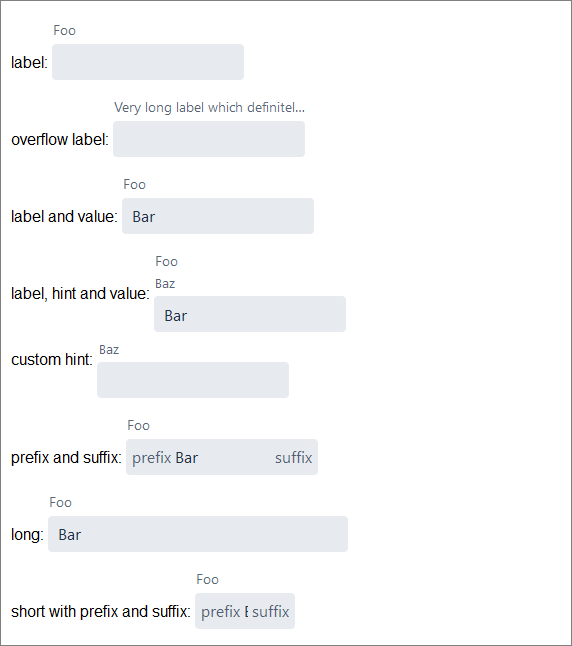 Foo
label:
Very long label which definitel...
overflow label:
Foo
label and value: Bar
Foo
Baz
label, hint and value:
Bar
Baz
custom hint:
Foo
prefix and suffix: prefix Bar suffix
Foo
long: Bar
Foo
short with prefix and suffix: prefix suffix